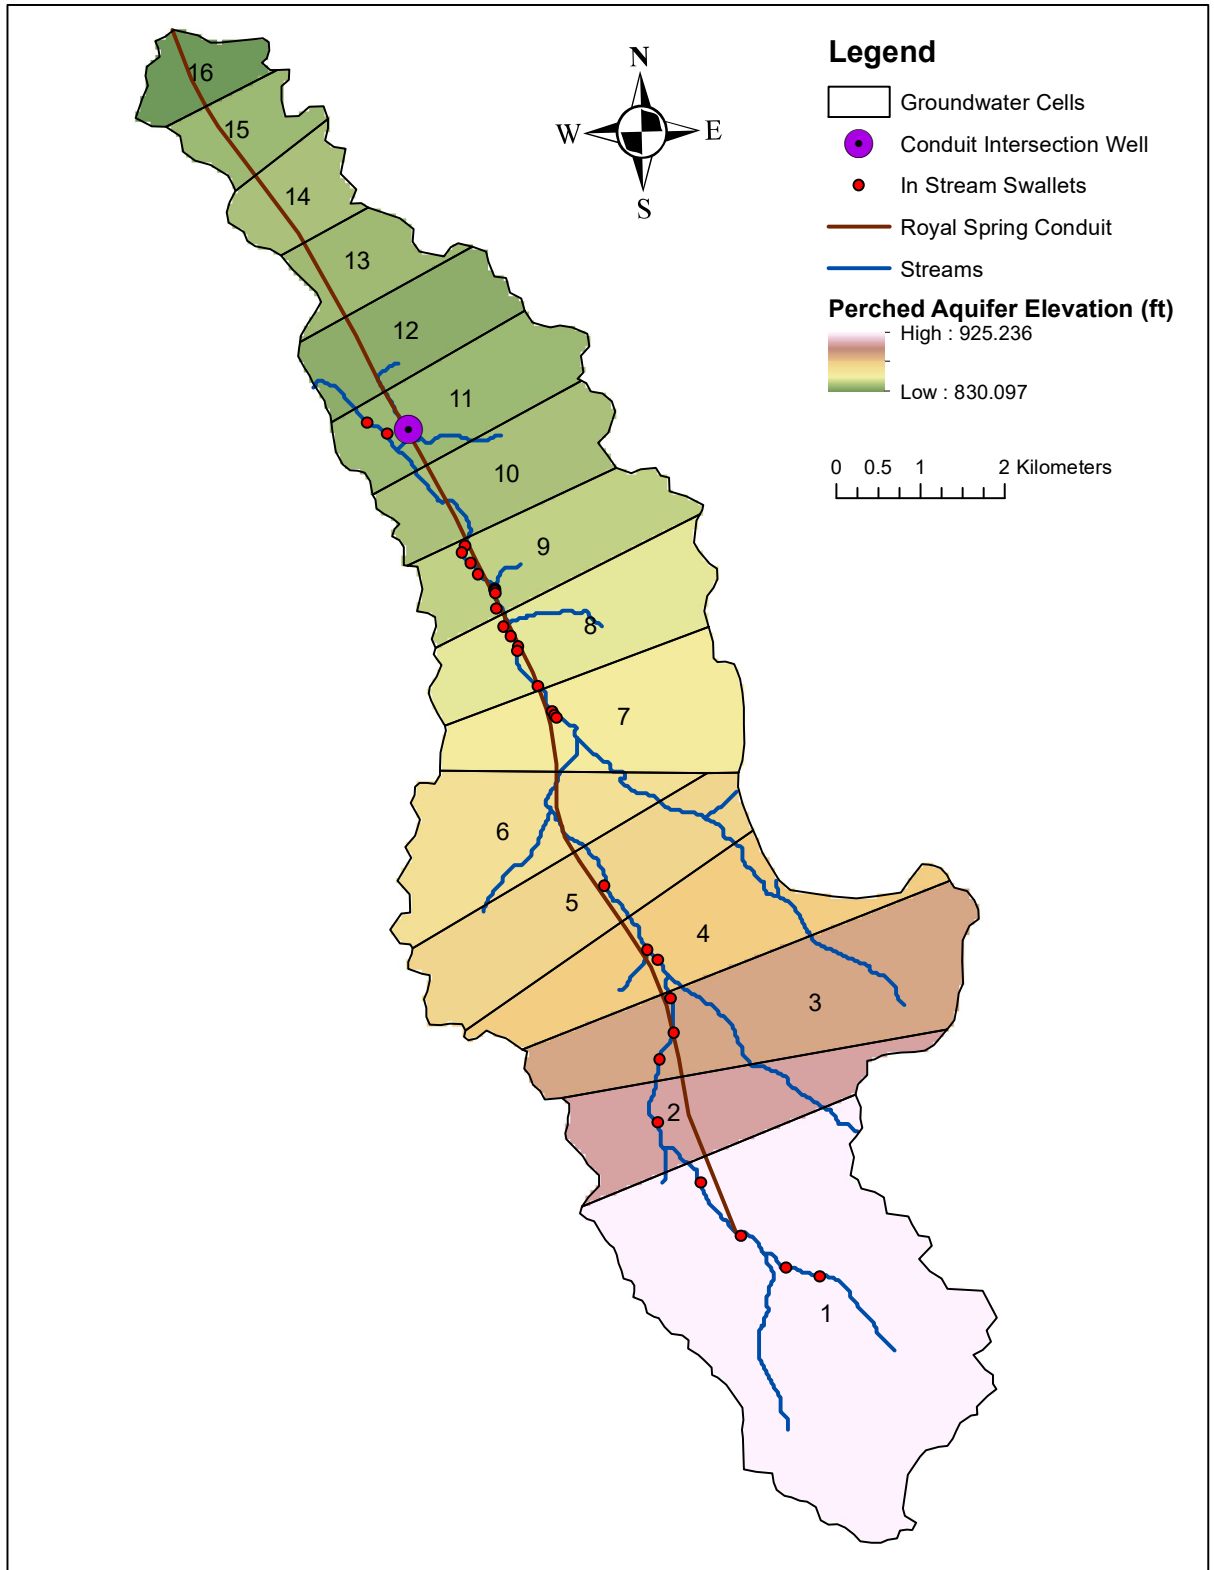 N
W E
S
Legend
Groundwater Cells
Conduit Intersection Well
In Stream Swallets
Royal Spring Conduit
Streams
Perched Aquifer Elevation (ft)
High : 925.236
Low : 830.097
0 0.5 1 2 Kilometers
16
15
14
13
12
11
10
9
8
7
6
5
4
3
2
1